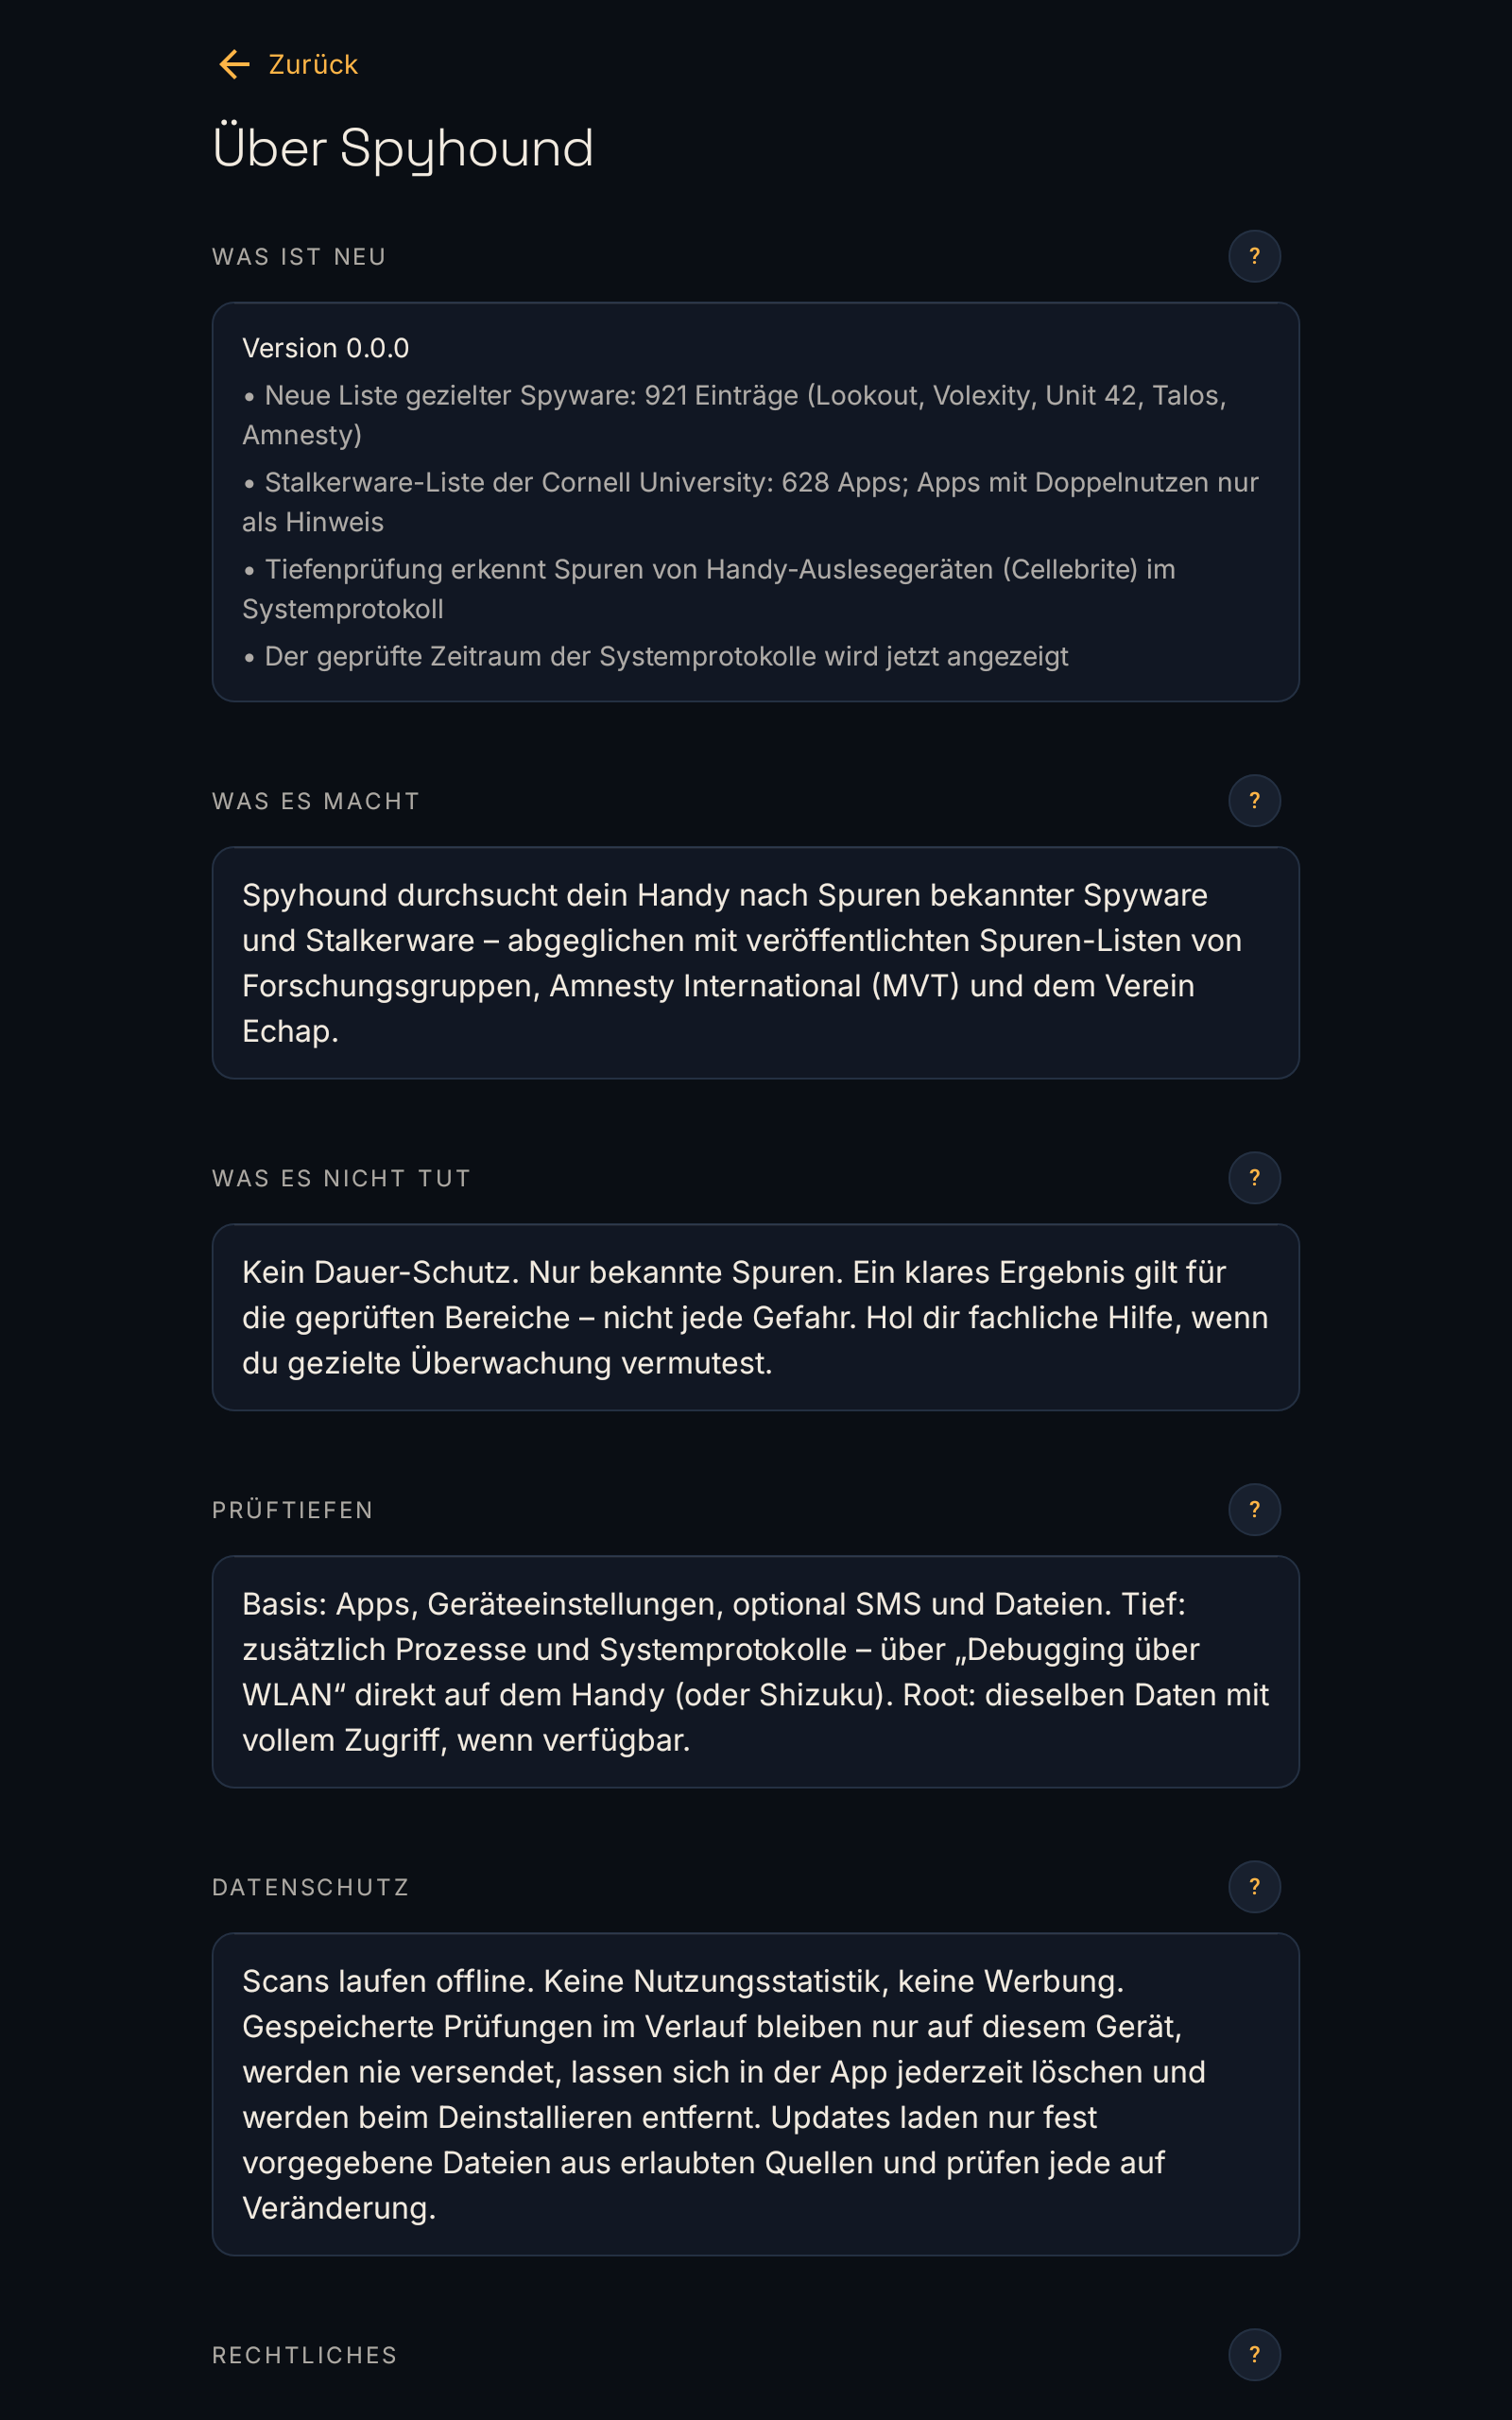 Zurück
Über Spyhound
WAS IST NEU
?
Version 0.0.0
• Neue Liste gezielter Spyware: 921 Einträge (Lookout, Volexity, Unit 42, Talos,
Amnesty)
• Stalkerware-Liste der Cornell University: 628 Apps; Apps mit Doppelnutzen nur
als Hinweis
• Tiefenprüfung erkennt Spuren von Handy-Auslesegeräten (Cellebrite) im
Systemprotokoll
• Der geprüfte Zeitraum der Systemprotokolle wird jetzt angezeigt
WAS ES MACHT
?
Spyhound durchsucht dein Handy nach Spuren bekannter Spyware
und Stalkerware – abgeglichen mit veröffentlichten Spuren-Listen von
Forschungsgruppen, Amnesty International (MVT) und dem Verein
Echap.
WAS ES NICHT TUT
?
Kein Dauer-Schutz. Nur bekannte Spuren. Ein klares Ergebnis gilt für
die geprüften Bereiche – nicht jede Gefahr. Hol dir fachliche Hilfe, wenn
du gezielte Überwachung vermutest.
PRÜFTIEFEN
?
Basis: Apps, Geräteeinstellungen, optional SMS und Dateien. Tief:
zusätzlich Prozesse und Systemprotokolle – über „Debugging über
WLAN“ direkt auf dem Handy (oder Shizuku). Root: dieselben Daten mit
vollem Zugriff, wenn verfügbar.
DATENSCHUTZ
?
Scans laufen offline. Keine Nutzungsstatistik, keine Werbung.
Gespeicherte Prüfungen im Verlauf bleiben nur auf diesem Gerät,
werden nie versendet, lassen sich in der App jederzeit löschen und
werden beim Deinstallieren entfernt. Updates laden nur fest
vorgegebene Dateien aus erlaubten Quellen und prüfen jede auf
Veränderung.
RECHTLICHES
?